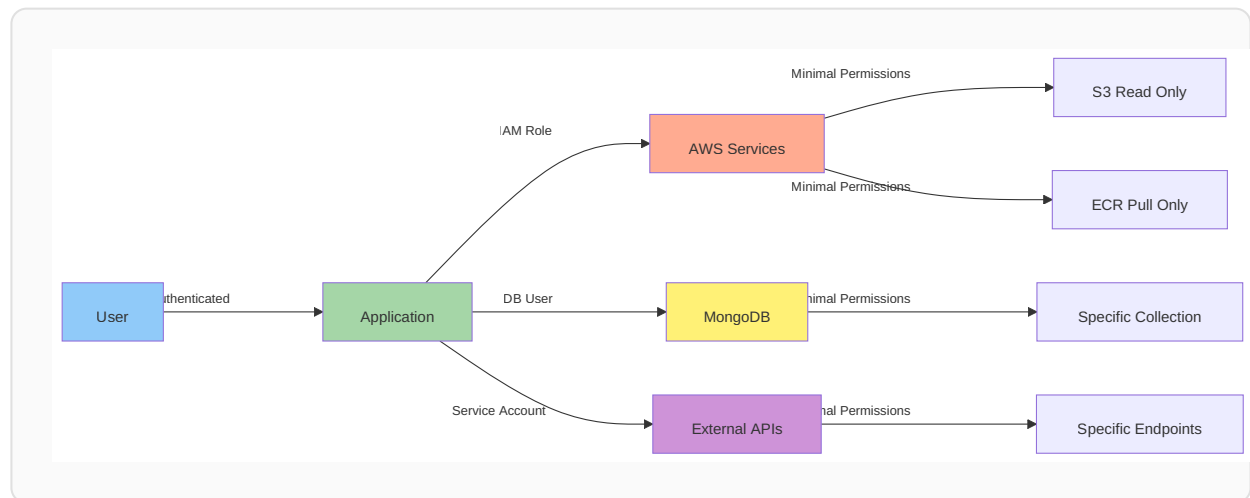 Minimal Permissions
S3 Read Only
IAM Role
AWS Services
Minimal Permissions
ECR Pull Only
User
uthenticated
Application
DB User
MongoDB
nimal Permissions
Specific Collection
Service Account
External APIs
nal Permissions
Specific Endpoints